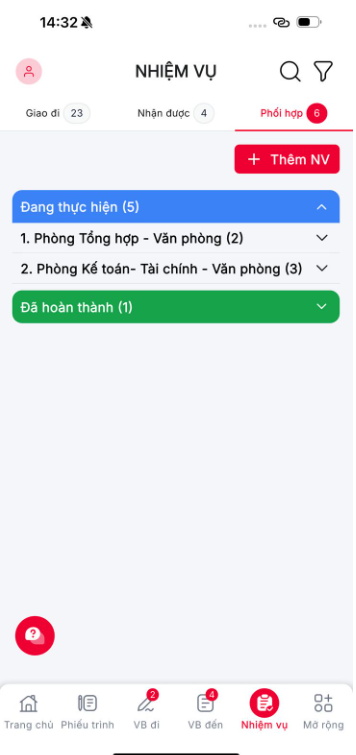 14:32
NHIỆM VỤ
Giao đi 23
Nhận được 4
Phối hợp 6
+ Thêm NV
Đang thực hiện (5)
1. Phòng Tổng hợp - Văn phòng (2)
2. Phòng Kế toán- Tài chính - Văn phòng (3)
Đã hoàn thành (1)
?
2
4
Trang chủ
Phiếu trình
VB đi
VB đến
Nhiệm vụ
Mở rộng